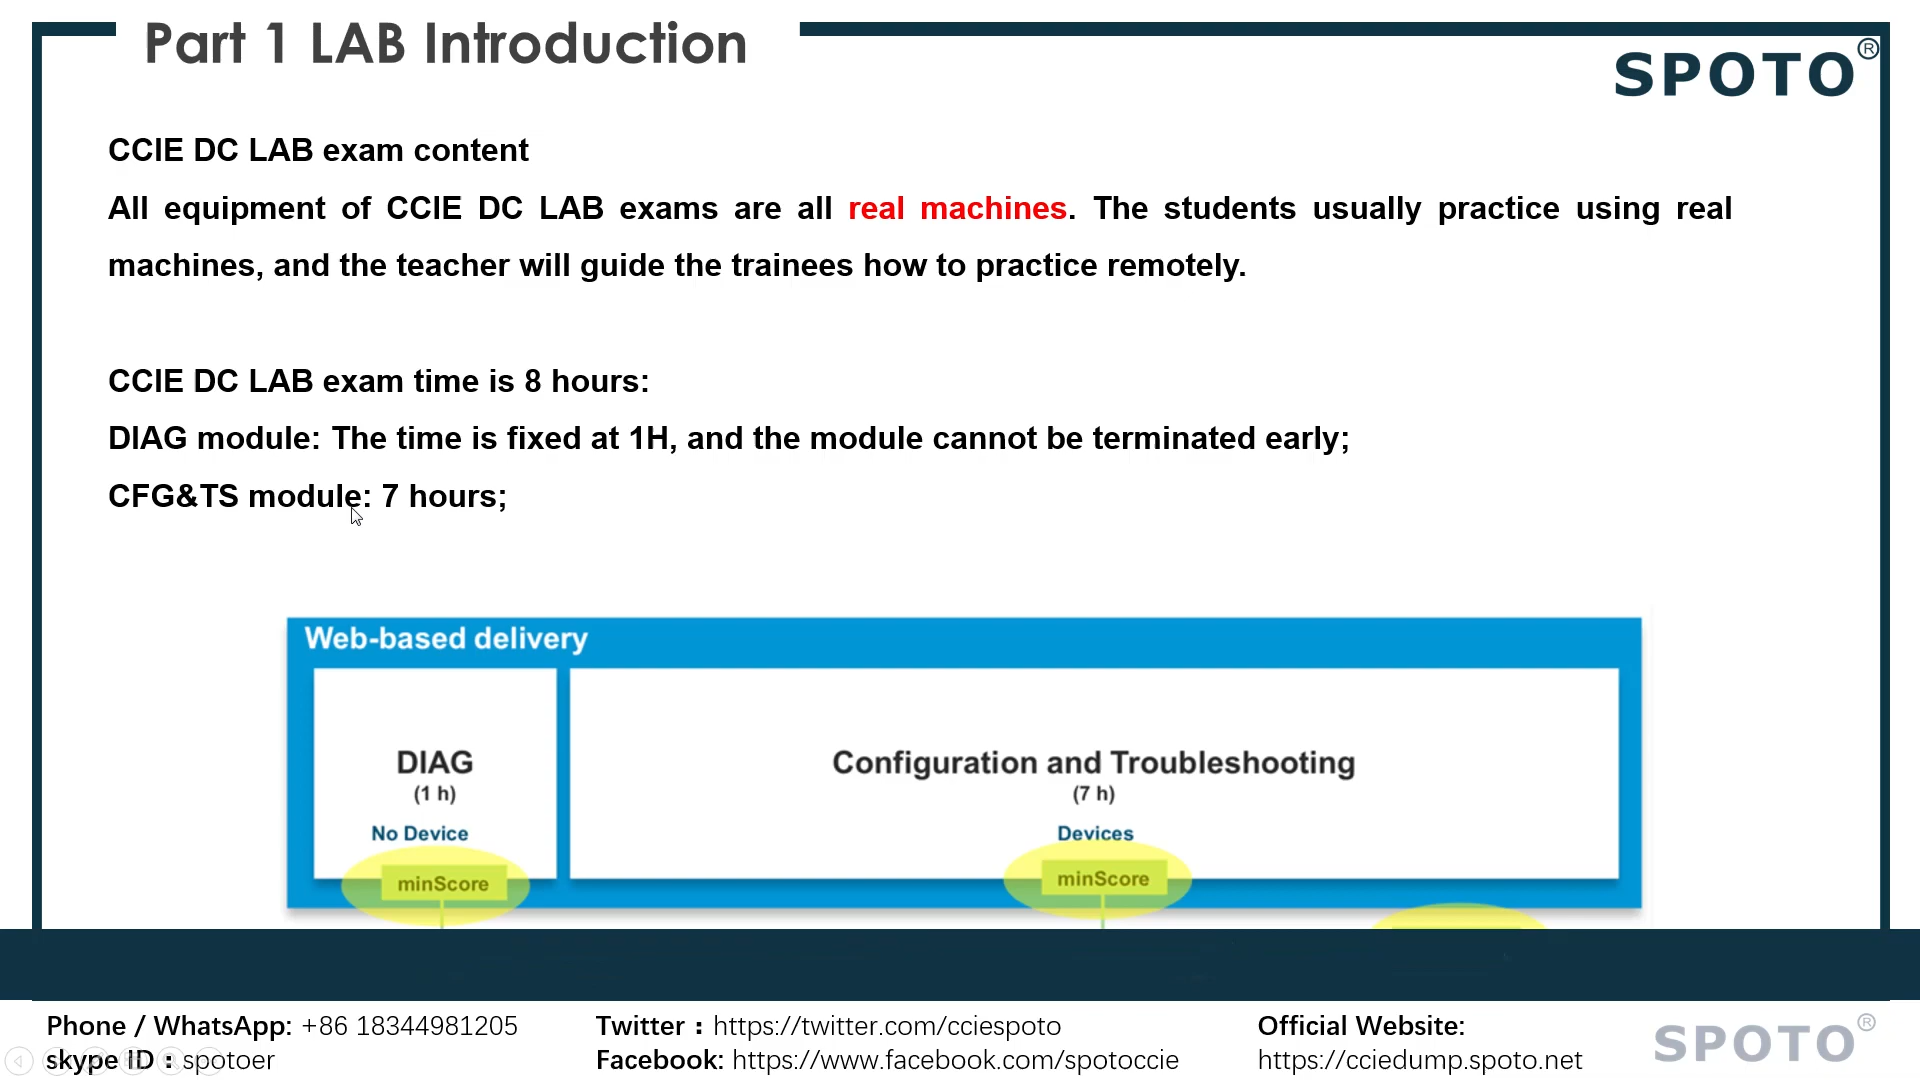 Part 1 LAB Introduction
SPOTO®
CCIE DC LAB exam content
All equipment of CCIE DC LAB exams are all real machines. The students usually practice using real
machines, and the teacher will guide the trainees how to practice remotely.
CCIE DC LAB exam time is 8 hours:
DIAG module: The time is fixed at 1H, and the module cannot be terminated early;
CFG&TS module: 7 hours;
Web-based delivery
DIAG
(1 h)
No Device
minScore
Configuration and Troubleshooting
(7 h)
Devices
minScore
Phone / WhatsApp: +86 18344981205
skype ID：spotoer
Twitter：https://twitter.com/cciespoto
Facebook: https://www.facebook.com/spotoccie
Official Website:
https://cciedump.spoto.net
SPOTO®